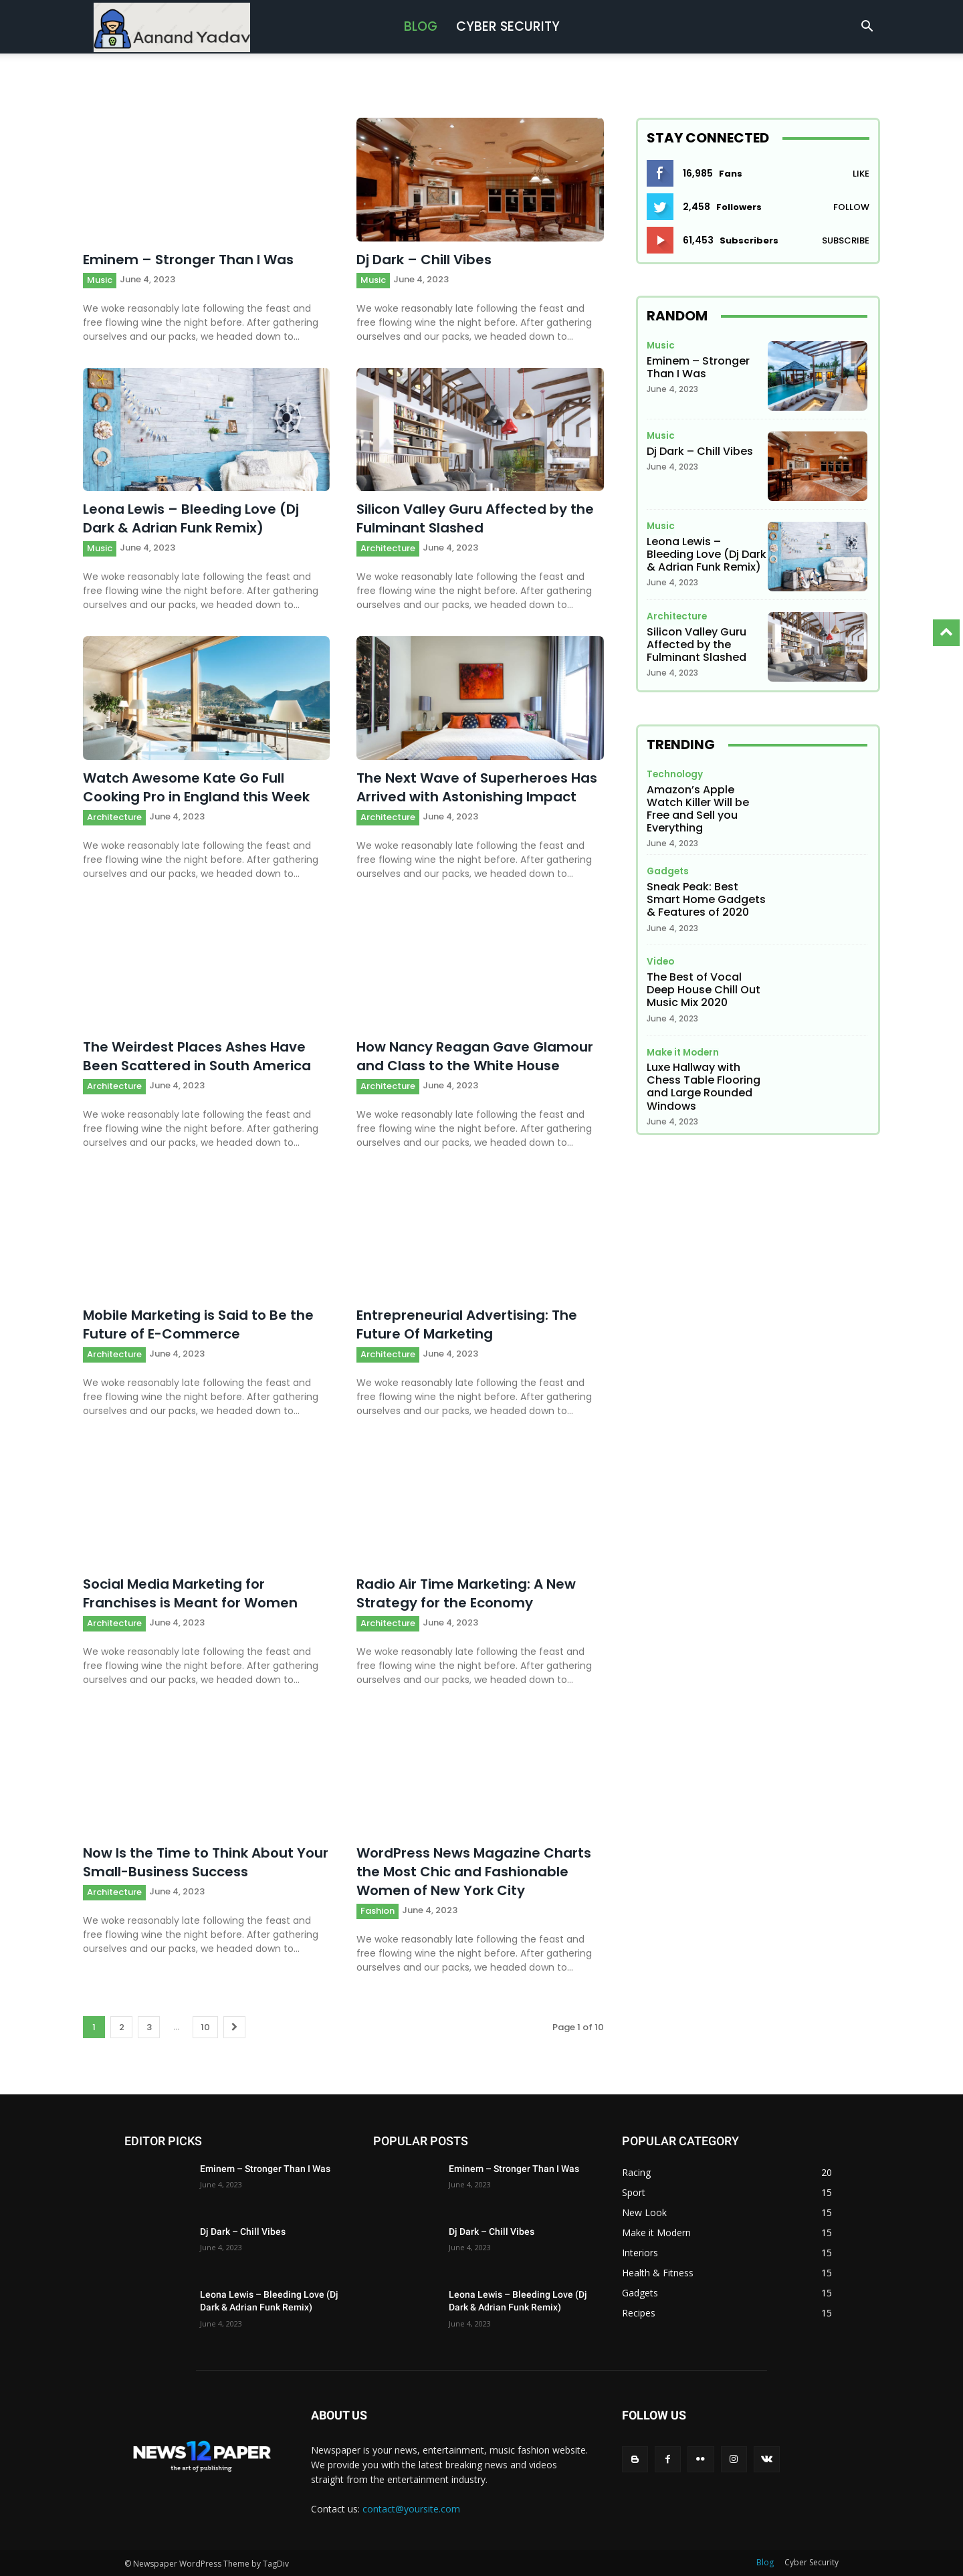 Aanand Yadav
BLOG
CYBER SECURITY
Eminem – Stronger Than I Was
Music June 4, 2023
We woke reasonably late following the feast and
free flowing wine the night before. After gathering
ourselves and our packs, we headed down to...
Dj Dark – Chill Vibes
Music June 4, 2023
We woke reasonably late following the feast and
free flowing wine the night before. After gathering
ourselves and our packs, we headed down to...
Leona Lewis – Bleeding Love (Dj
Dark & Adrian Funk Remix)
Music June 4, 2023
We woke reasonably late following the feast and
free flowing wine the night before. After gathering
ourselves and our packs, we headed down to...
Silicon Valley Guru Affected by the
Fulminant Slashed
Architecture June 4, 2023
We woke reasonably late following the feast and
free flowing wine the night before. After gathering
ourselves and our packs, we headed down to...
Watch Awesome Kate Go Full
Cooking Pro in England this Week
Architecture June 4, 2023
We woke reasonably late following the feast and
free flowing wine the night before. After gathering
ourselves and our packs, we headed down to...
The Next Wave of Superheroes Has
Arrived with Astonishing Impact
Architecture June 4, 2023
We woke reasonably late following the feast and
free flowing wine the night before. After gathering
ourselves and our packs, we headed down to...
The Weirdest Places Ashes Have
Been Scattered in South America
Architecture June 4, 2023
We woke reasonably late following the feast and
free flowing wine the night before. After gathering
ourselves and our packs, we headed down to...
How Nancy Reagan Gave Glamour
and Class to the White House
Architecture June 4, 2023
We woke reasonably late following the feast and
free flowing wine the night before. After gathering
ourselves and our packs, we headed down to...
Mobile Marketing is Said to Be the
Future of E-Commerce
Architecture June 4, 2023
We woke reasonably late following the feast and
free flowing wine the night before. After gathering
ourselves and our packs, we headed down to...
Entrepreneurial Advertising: The
Future Of Marketing
Architecture June 4, 2023
We woke reasonably late following the feast and
free flowing wine the night before. After gathering
ourselves and our packs, we headed down to...
Social Media Marketing for
Franchises is Meant for Women
Architecture June 4, 2023
We woke reasonably late following the feast and
free flowing wine the night before. After gathering
ourselves and our packs, we headed down to...
Radio Air Time Marketing: A New
Strategy for the Economy
Architecture June 4, 2023
We woke reasonably late following the feast and
free flowing wine the night before. After gathering
ourselves and our packs, we headed down to...
Now Is the Time to Think About Your
Small-Business Success
Architecture June 4, 2023
We woke reasonably late following the feast and
free flowing wine the night before. After gathering
ourselves and our packs, we headed down to...
WordPress News Magazine Charts
the Most Chic and Fashionable
Women of New York City
Fashion June 4, 2023
We woke reasonably late following the feast and
free flowing wine the night before. After gathering
ourselves and our packs, we headed down to...
1 2 3 ... 10
Page 1 of 10
STAY CONNECTED
16,985 Fans LIKE
2,458 Followers FOLLOW
61,453 Subscribers SUBSCRIBE
RANDOM
Music
Eminem – Stronger
Than I Was
June 4, 2023
Music
Dj Dark – Chill Vibes
June 4, 2023
Music
Leona Lewis –
Bleeding Love (Dj Dark
& Adrian Funk Remix)
June 4, 2023
Architecture
Silicon Valley Guru
Affected by the
Fulminant Slashed
June 4, 2023
TRENDING
Technology
Amazon's Apple
Watch Killer Will be
Free and Sell you
Everything
June 4, 2023
Gadgets
Sneak Peak: Best
Smart Home Gadgets
& Features of 2020
June 4, 2023
Video
The Best of Vocal
Deep House Chill Out
Music Mix 2020
June 4, 2023
Make it Modern
Luxe Hallway with
Chess Table Flooring
and Large Rounded
Windows
June 4, 2023
EDITOR PICKS
Eminem – Stronger Than I Was
June 4, 2023
Dj Dark – Chill Vibes
June 4, 2023
Leona Lewis – Bleeding Love (Dj
Dark & Adrian Funk Remix)
June 4, 2023
POPULAR POSTS
Eminem – Stronger Than I Was
June 4, 2023
Dj Dark – Chill Vibes
June 4, 2023
Leona Lewis – Bleeding Love (Dj
Dark & Adrian Funk Remix)
June 4, 2023
POPULAR CATEGORY
Racing 20
Sport 15
New Look 15
Make it Modern 15
Interiors 15
Health & Fitness 15
Gadgets 15
Recipes 15
NEWS12PAPER
the art of publishing
ABOUT US
Newspaper is your news, entertainment, music fashion website.
We provide you with the latest breaking news and videos
straight from the entertainment industry.
Contact us: contact@yoursite.com
FOLLOW US
© Newspaper WordPress Theme by TagDiv
Blog Cyber Security